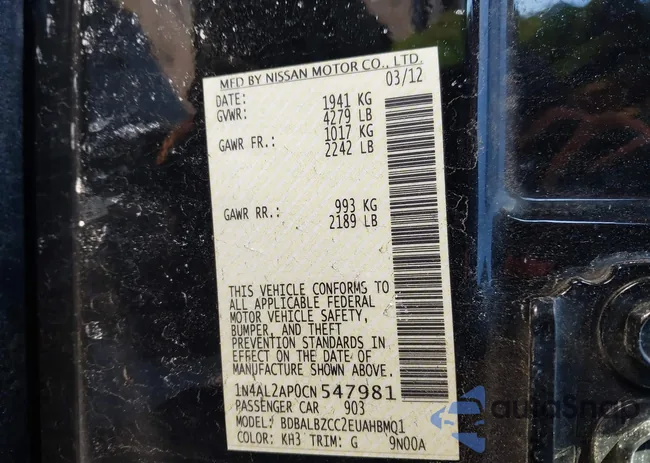 MFD BY NISSAN MOTOR CO., LTD.
DATE: 03/12
GVWR: 1941 KG
4279 LB
GAWR FR.: 1017 KG
2242 LB
GAWR RR.: 993 KG
2189 LB
THIS VEHICLE CONFORMS TO
ALL APPLICABLE FEDERAL
MOTOR VEHICLE SAFETY,
BUMPER, AND THEFT
PREVENTION STANDARDS IN
EFFECT ON THE DATE OF
MANUFACTURE SHOWN ABOVE.
1N4AL2AP0CN 547981
PASSENGER CAR 903
MODEL: BDBALBZCC2EUAHBMQ1
COLOR: KH3 TRIM: G 9N00A
autoSnap